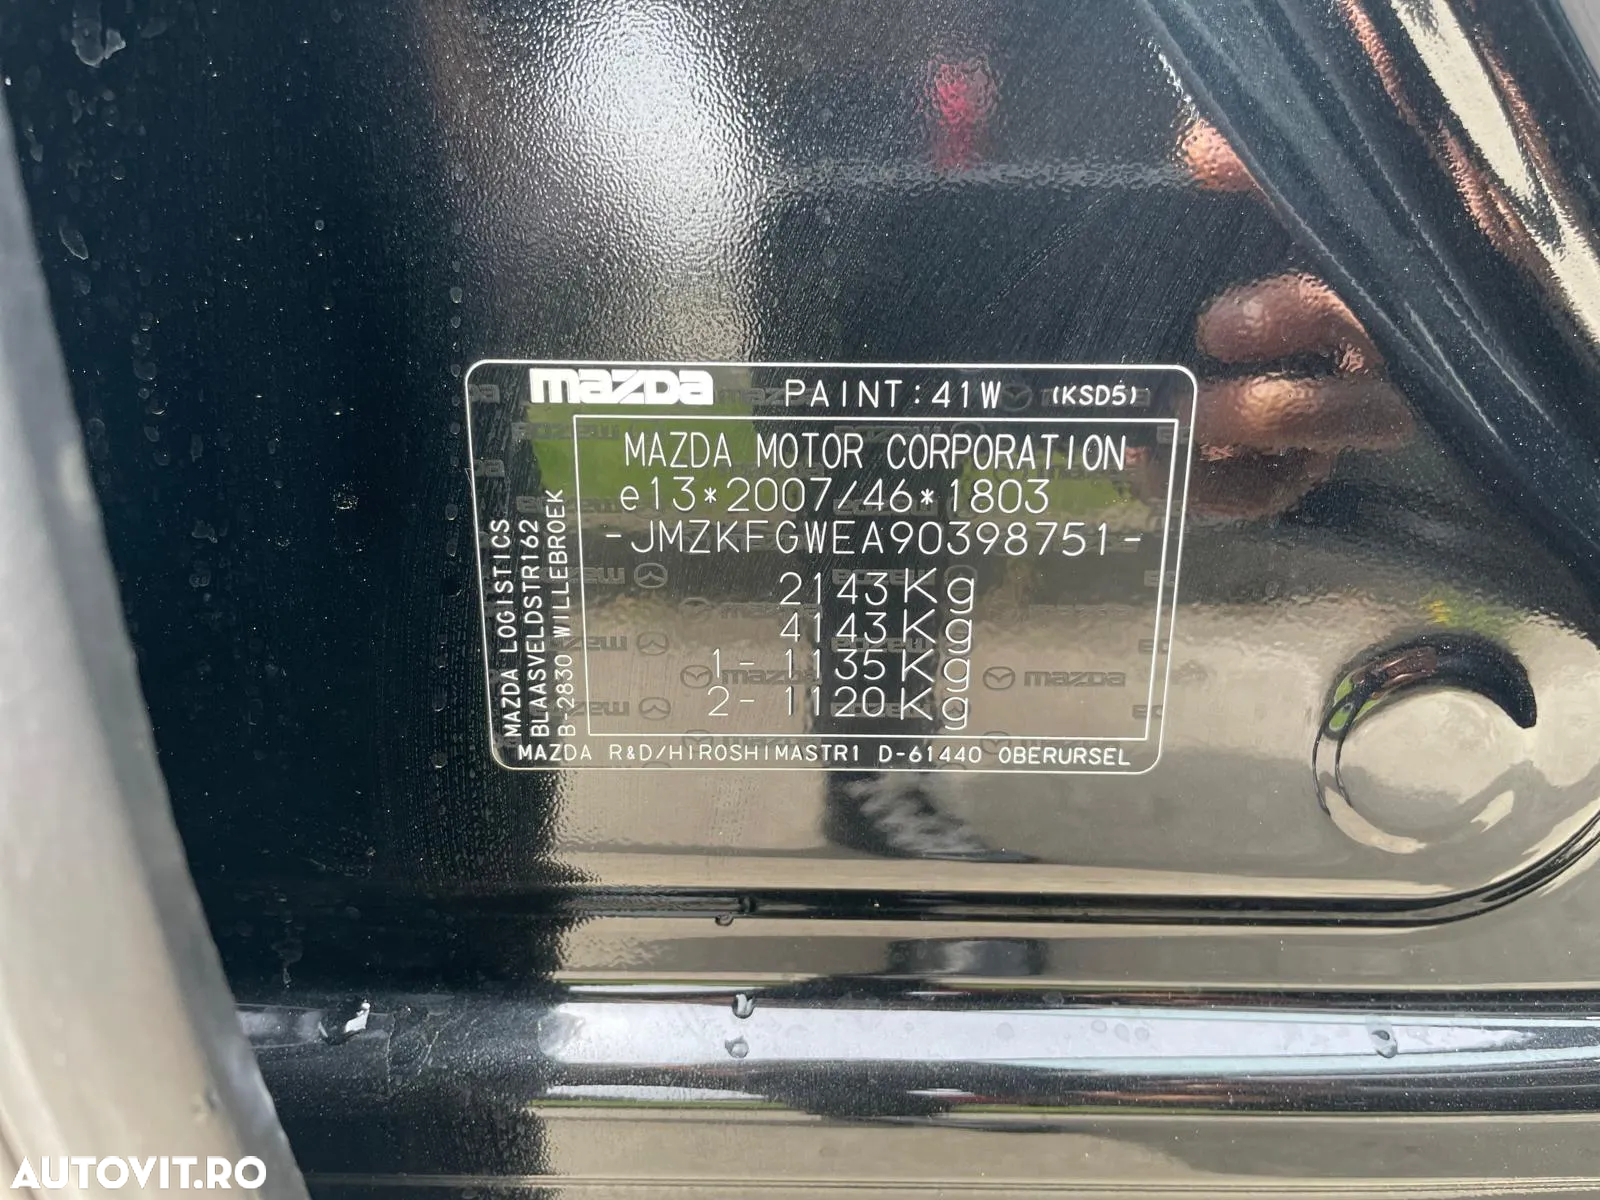 mazda PAINT:41W (KSD5)
MAZDA MOTOR CORPORATION
e13*2007/46*1803
-JMZKFGWEA90398751-
2143Kg
4143Kg
1- 1135Kg
2- 1120Kg
MAZDA LOGISTICS
BLAASVELDSTR162
B-2830 WILLEBROEK
MAZDA R&D/HIROSHIMASTR1 D-61440 OBERURSEL
AUTOVIT.RO